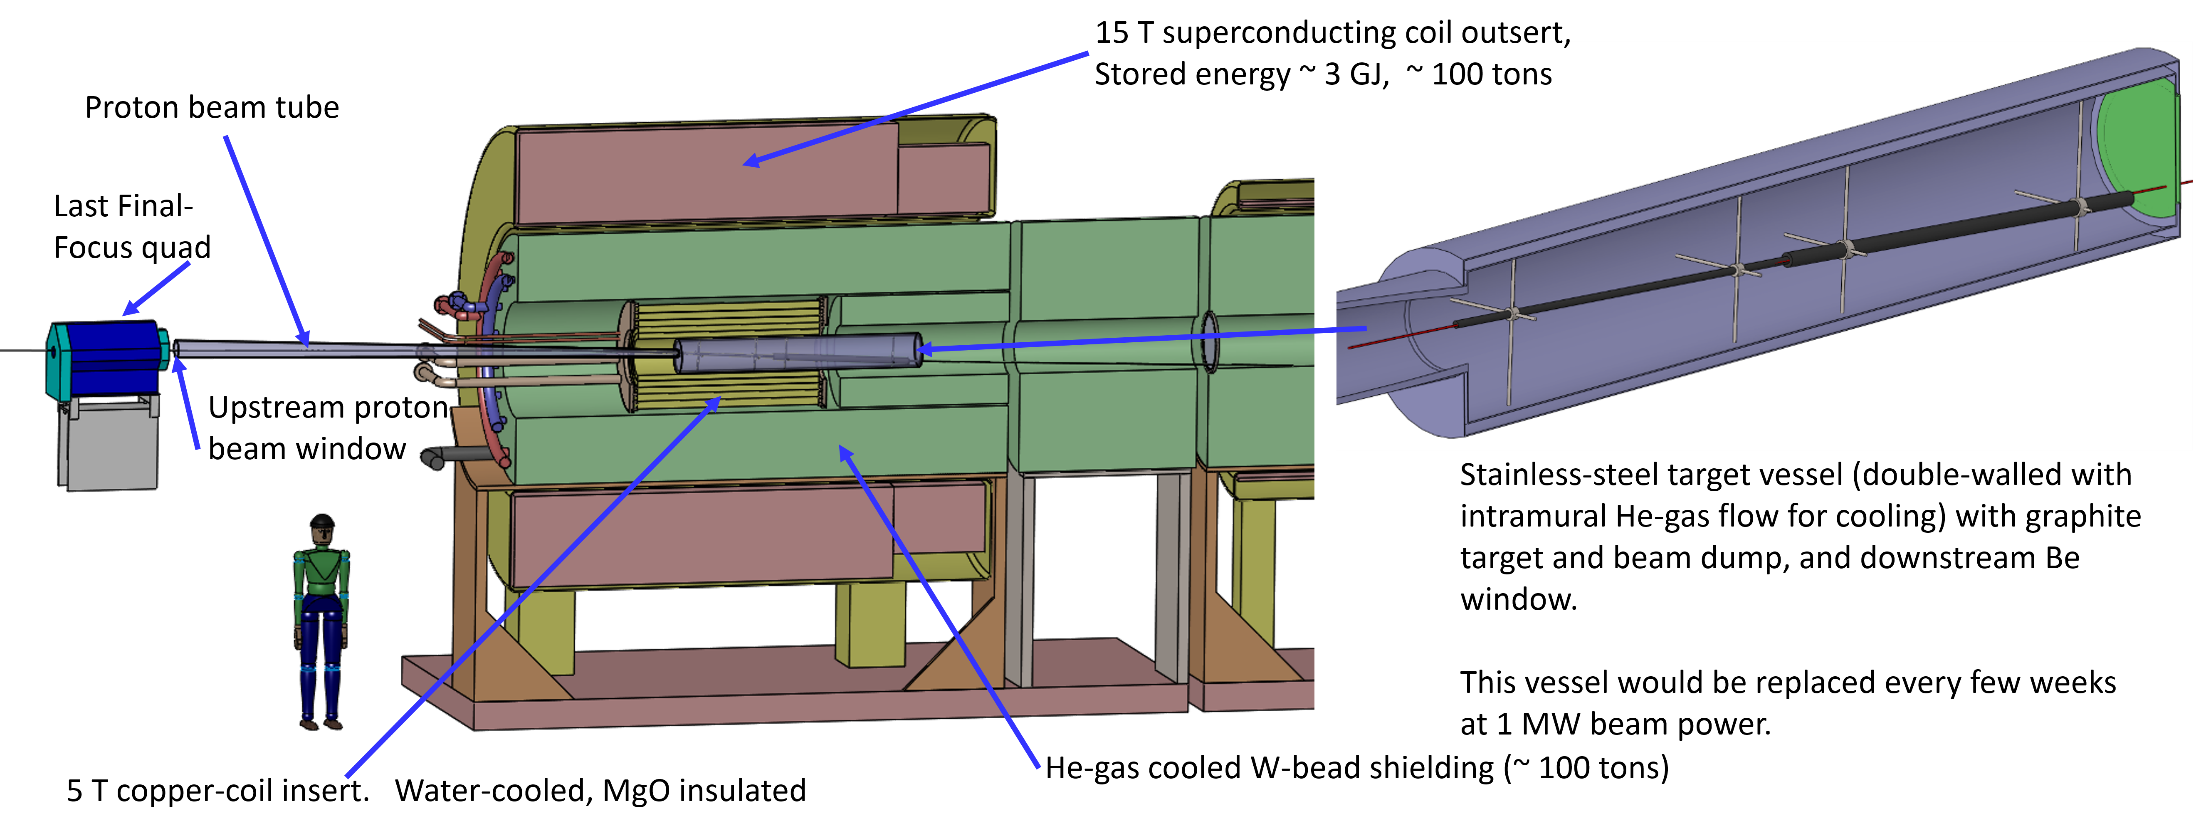 15 T superconducting coil outsert,
Stored energy ~ 3 GJ,  ~ 100 tons
Proton beam tube
Last Final-
Focus quad
Upstream proton
beam window
Stainless-steel target vessel (double-walled with
intramural He-gas flow for cooling) with graphite
target and beam dump, and downstream Be
window.
This vessel would be replaced every few weeks
at 1 MW beam power.
He-gas cooled W-bead shielding (~ 100 tons)
5 T copper-coil insert.   Water-cooled, MgO insulated